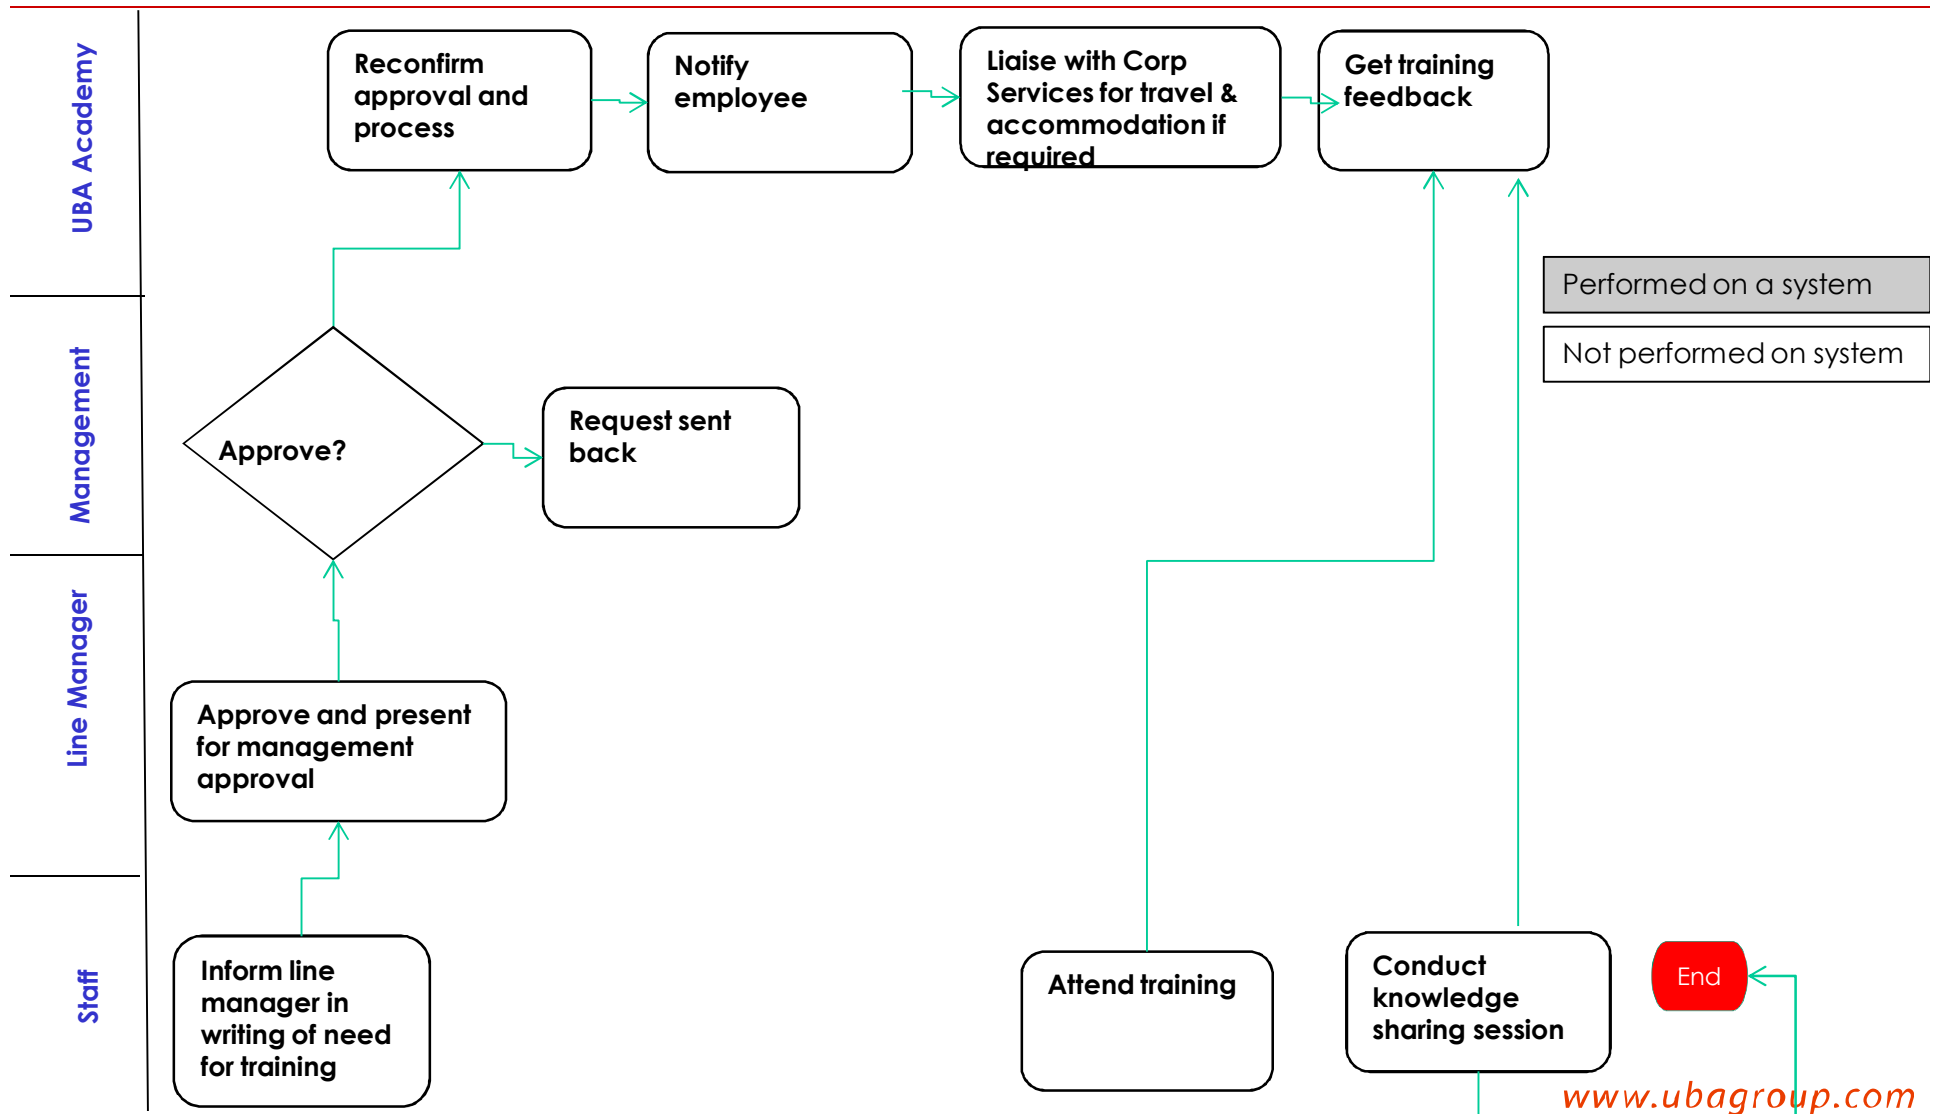 UBA Academy
Reconfirm
approval and
process
Notify
employee
Liaise with Corp
Services for travel &
accommodation if
required
Get training
feedback
Performed on a system
Not performed on system
Management
Approve?
Request sent
back
Line Manager
Approve and present
for management
approval
Staff
Inform line
manager in
writing of need
for training
Attend training
Conduct
knowledge
sharing session
End
www.ubagroup.com